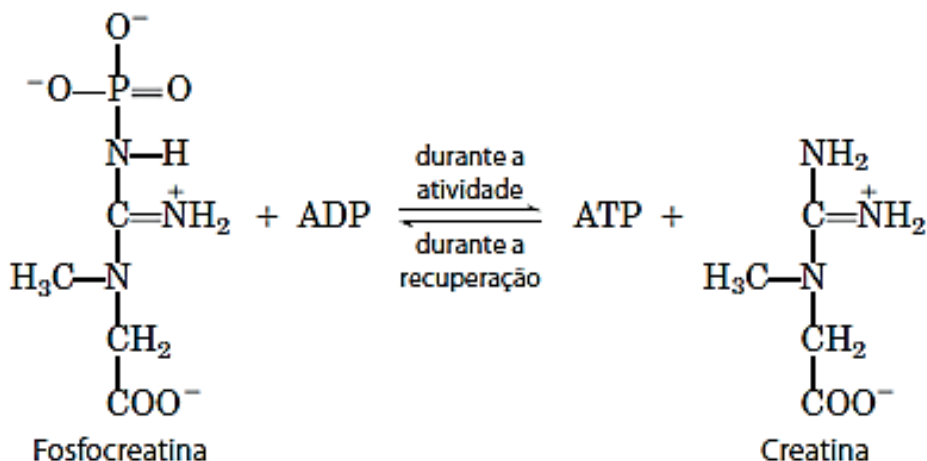 O⁻
⁻O—P=O
N—H
C=N⁺H₂ + ADP
H₃C—N
CH₂
COO⁻
Fosfocreatina
durante a
atividade
durante a
recuperação
ATP +
NH₂
C=N⁺H₂
H₃C—N
CH₂
COO⁻
Creatina